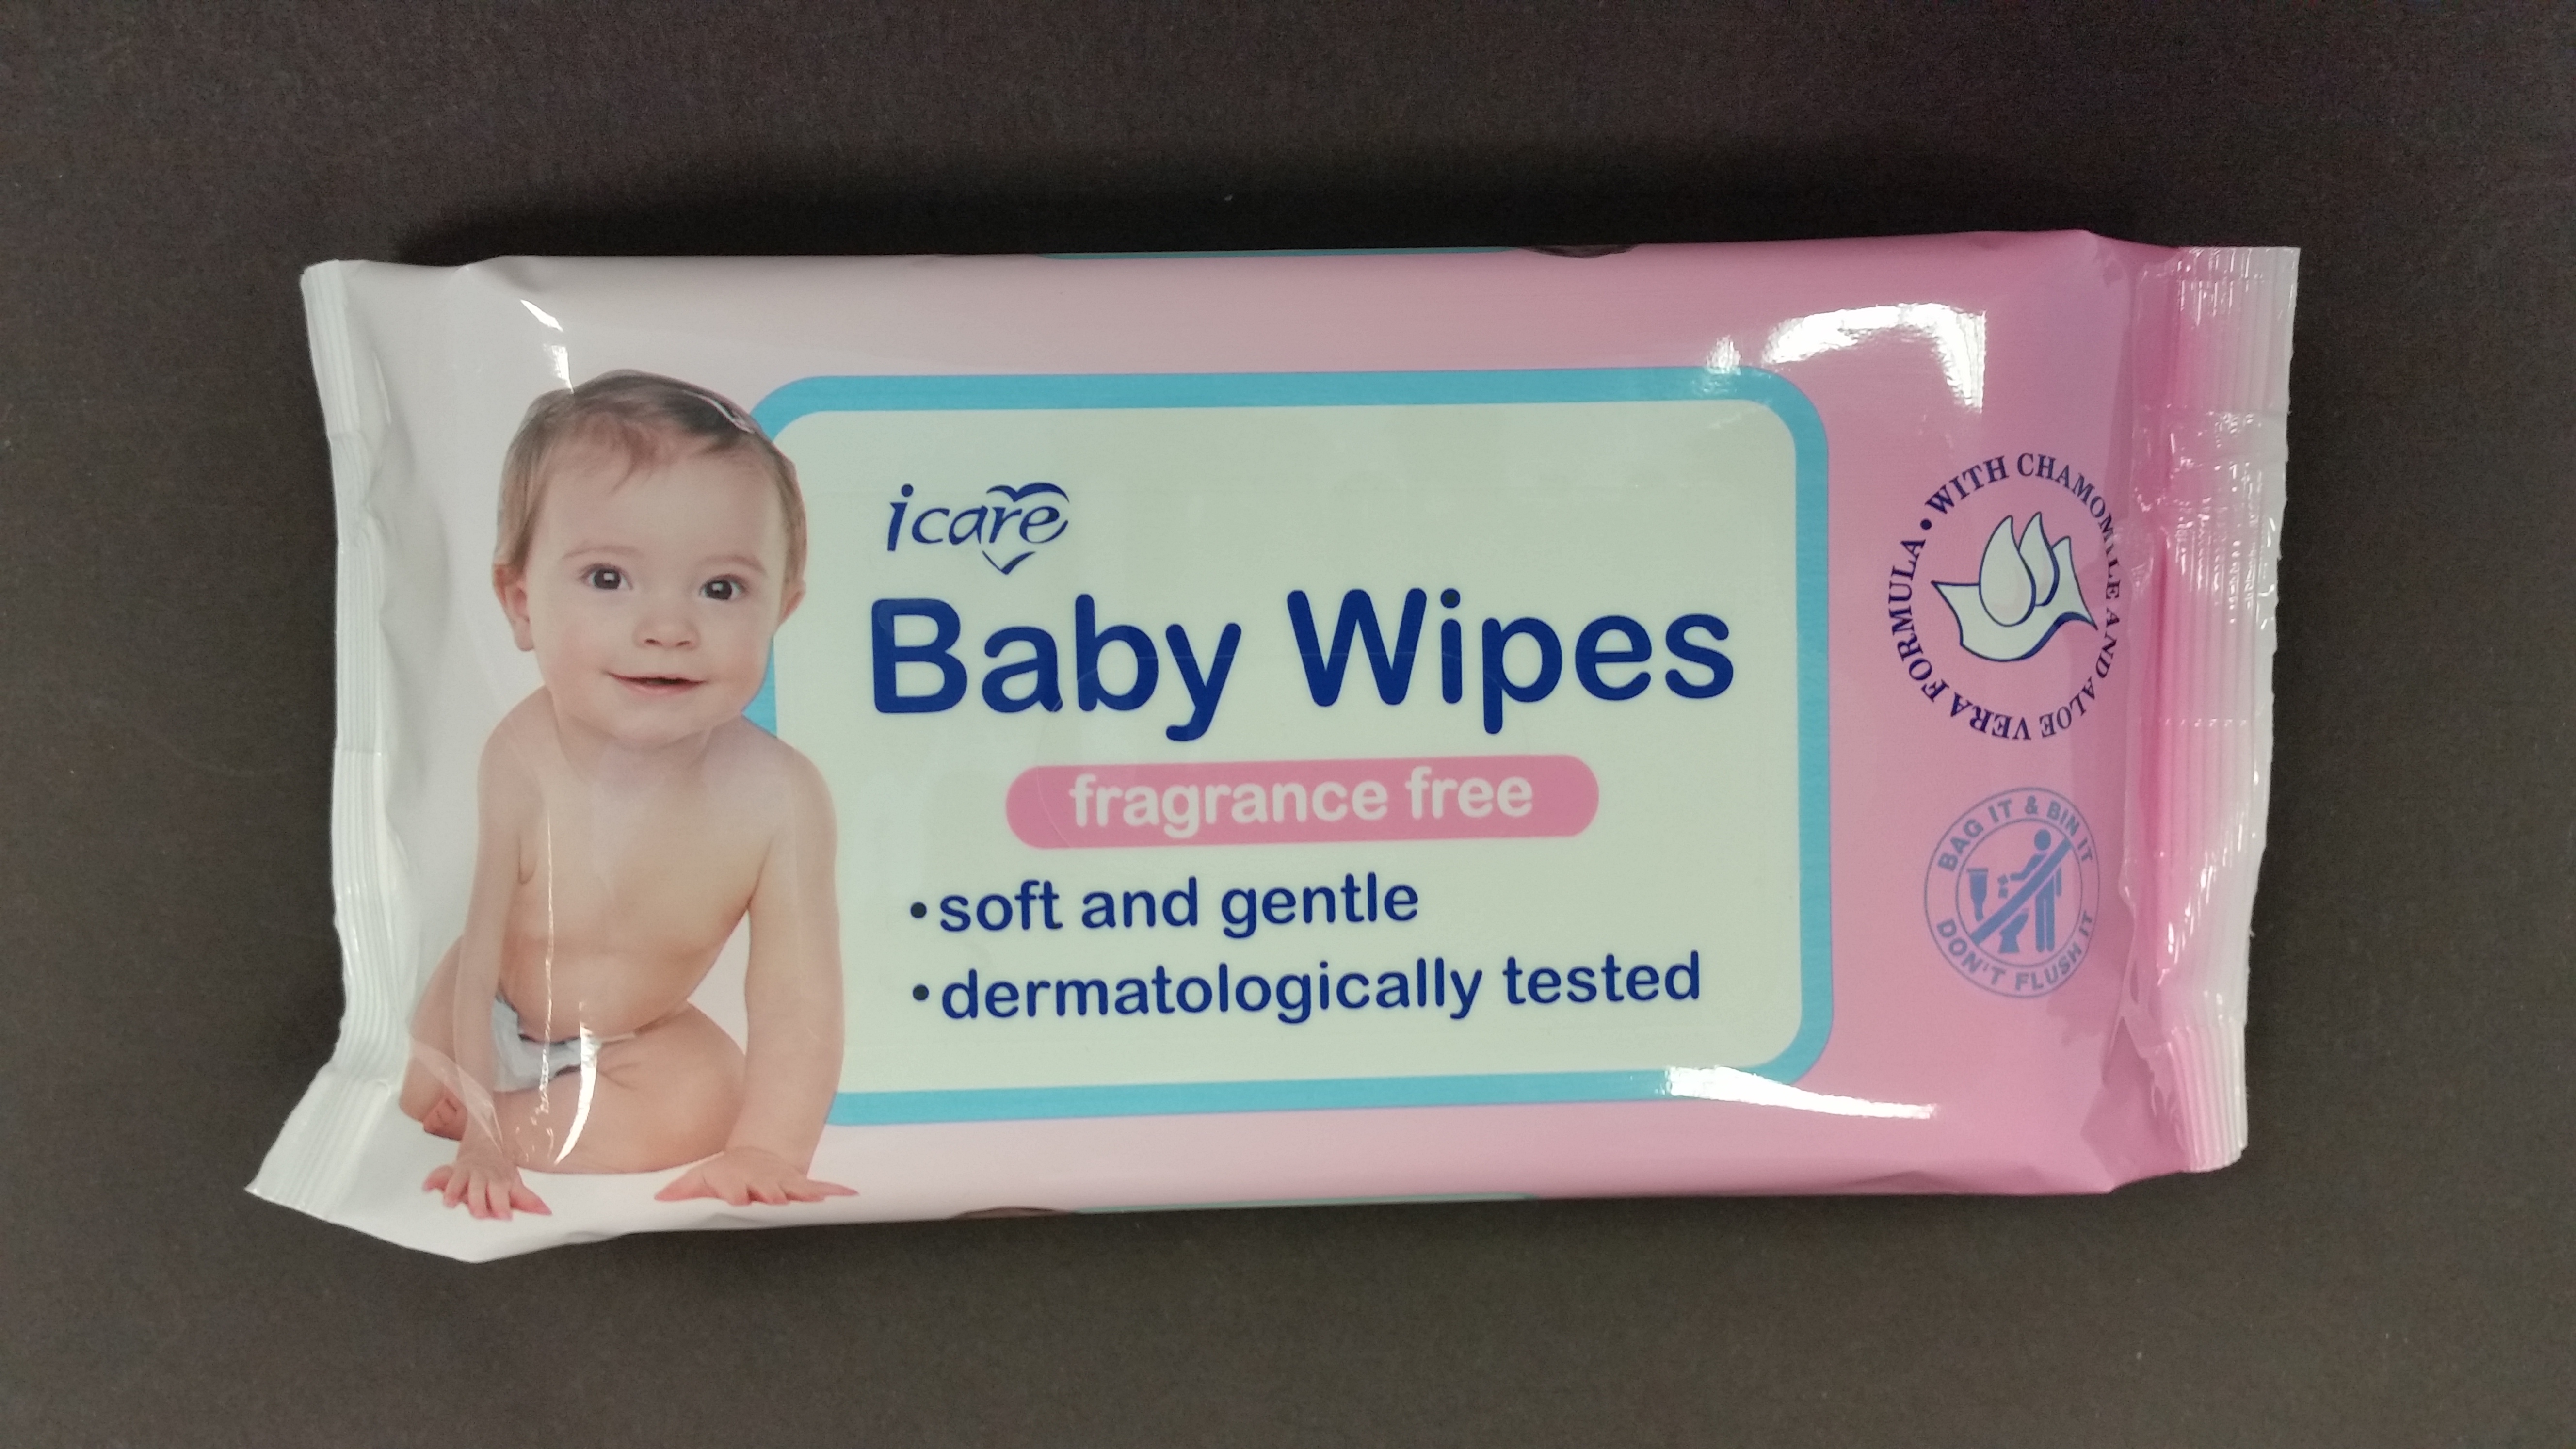 icare
Baby Wipes
fragrance free
•soft and gentle
•dermatologically tested
• WITH CHAMOMILE AND ALOE VERA FORMULA
BAG IT & BIN IT
DON'T FLUSH IT